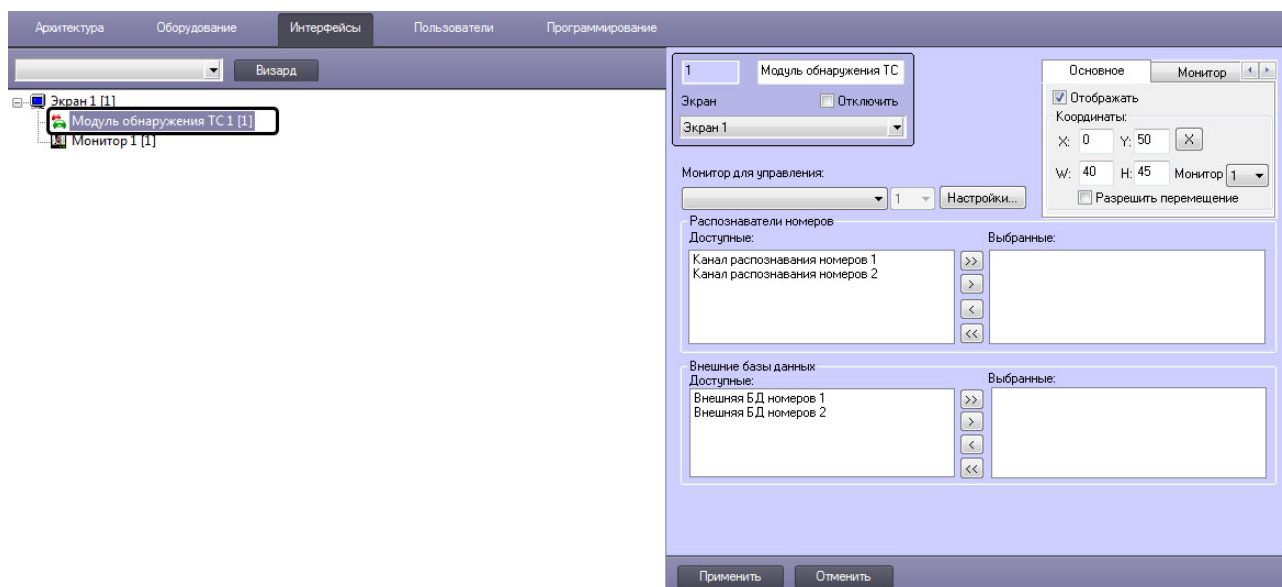 Архитектура Оборудование Интерфейсы Пользователи Программирование
Визард
Экран 1 [1]
Модуль обнаружения ТС 1 [1]
Монитор 1 [1]
1 Модуль обнаружения ТС
Экран Отключить
Экран 1
Основное Монитор
Отображать
Координаты:
X: 0 Y: 50 X
W: 40 H: 45 Монитор 1
Разрешить перемещение
Монитор для управления:
1 Настройки...
Распознаватели номеров
Доступные: Выбранные:
Канал распознавания номеров 1
Канал распознавания номеров 2
>>
>
<
<<
Внешние базы данных
Доступные: Выбранные:
Внешняя БД номеров 1
Внешняя БД номеров 2
>>
>
<
<<
Применить Отменить